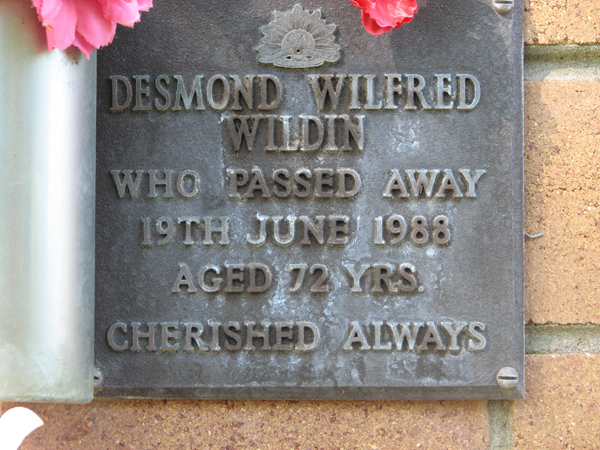 DESMOND WILFRED
WILDIN
WHO PASSED AWAY
19TH JUNE 1988
AGED 72 YRS.
CHERISHED ALWAYS